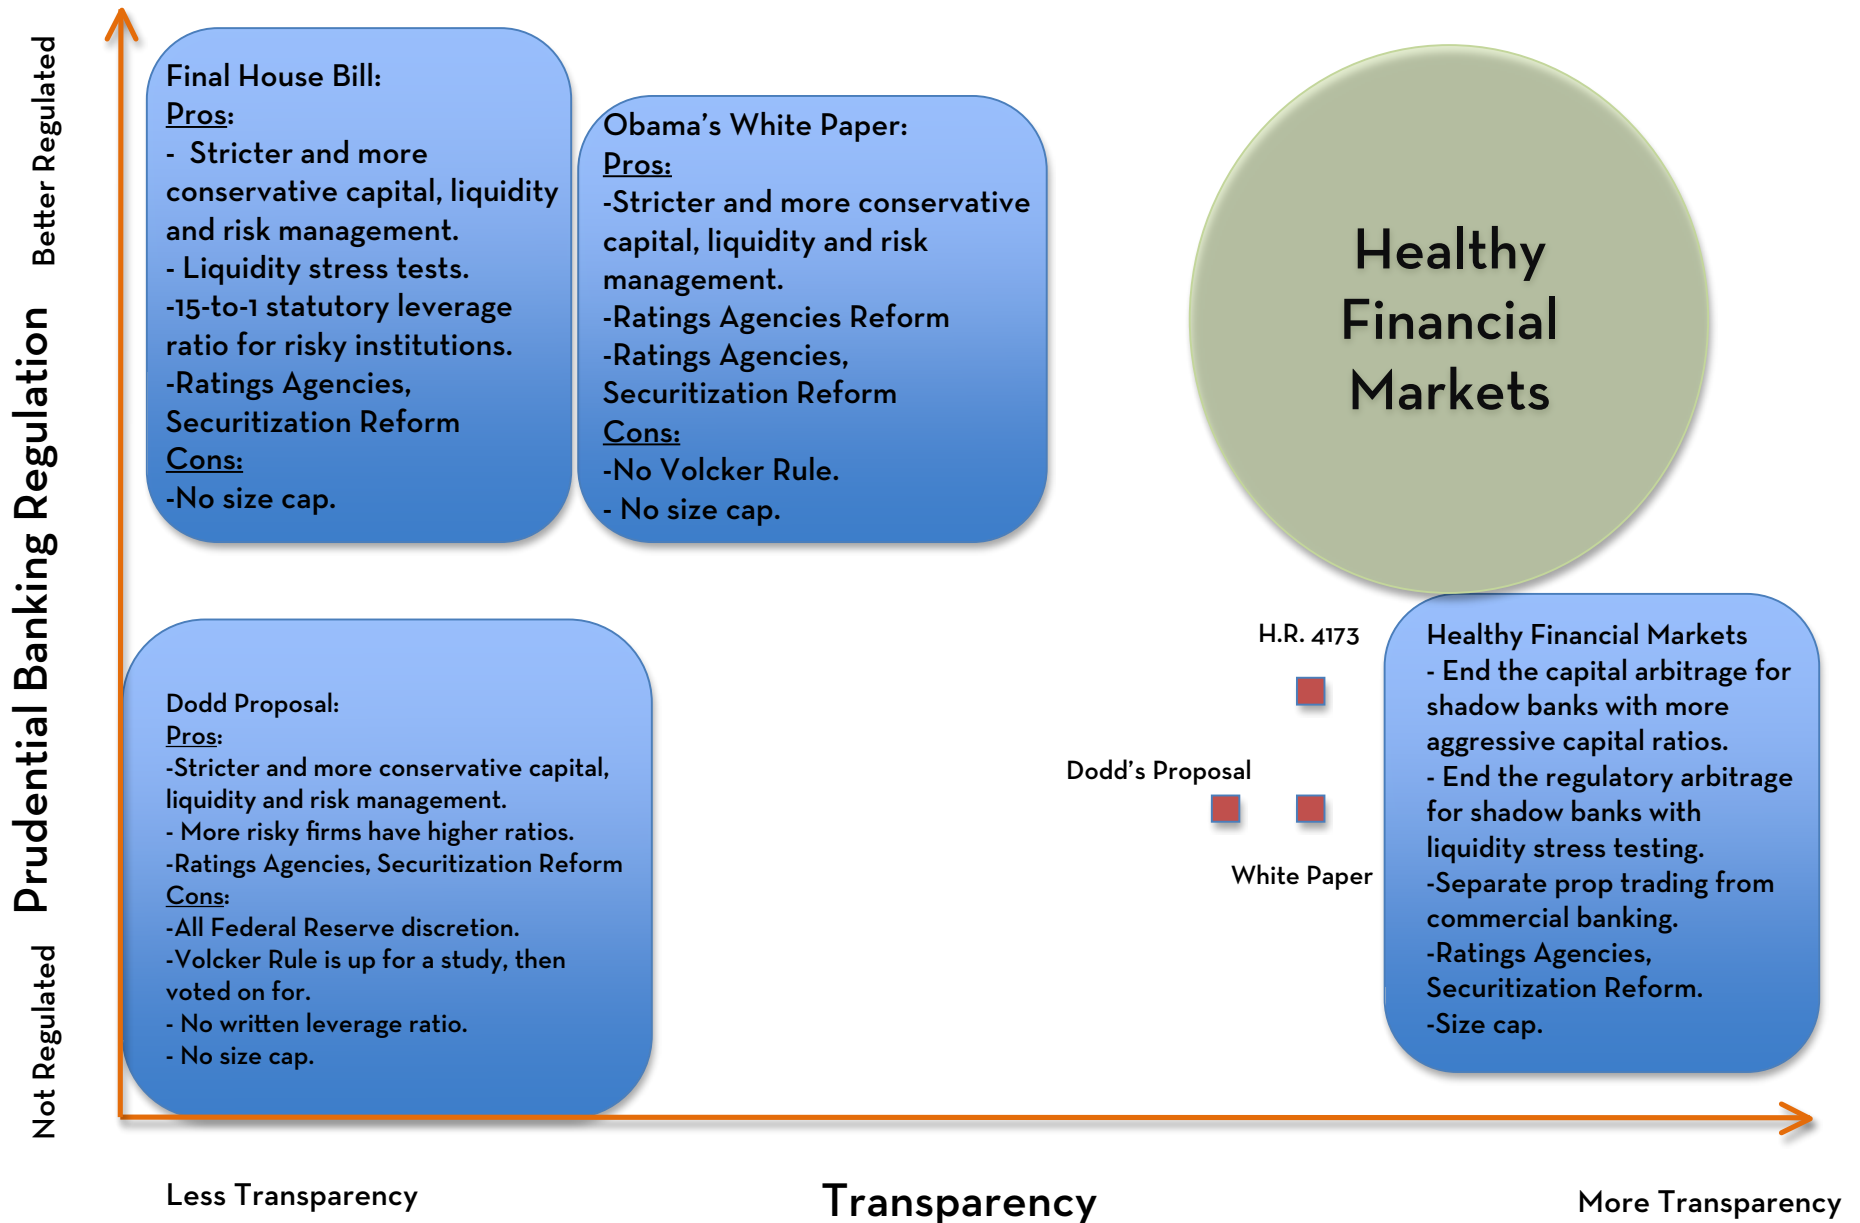 Better Regulated
Prudential Banking Regulation
Not Regulated
Final House Bill:
Pros:
- Stricter and more
conservative capital, liquidity
and risk management.
- Liquidity stress tests.
-15-to-1 statutory leverage
ratio for risky institutions.
-Ratings Agencies,
Securitization Reform
Cons:
-No size cap.
Obama's White Paper:
Pros:
-Stricter and more conservative
capital, liquidity and risk
management.
-Ratings Agencies Reform
-Ratings Agencies,
Securitization Reform
Cons:
-No Volcker Rule.
- No size cap.
Healthy
Financial
Markets
Dodd Proposal:
Pros:
-Stricter and more conservative capital,
liquidity and risk management.
- More risky firms have higher ratios.
-Ratings Agencies, Securitization Reform
Cons:
-All Federal Reserve discretion.
-Volcker Rule is up for a study, then
voted on for.
- No written leverage ratio.
- No size cap.
H.R. 4173
Dodd's Proposal
White Paper
Healthy Financial Markets
- End the capital arbitrage for
shadow banks with more
aggressive capital ratios.
- End the regulatory arbitrage
for shadow banks with
liquidity stress testing.
-Separate prop trading from
commercial banking.
-Ratings Agencies,
Securitization Reform.
-Size cap.
Less Transparency
Transparency
More Transparency